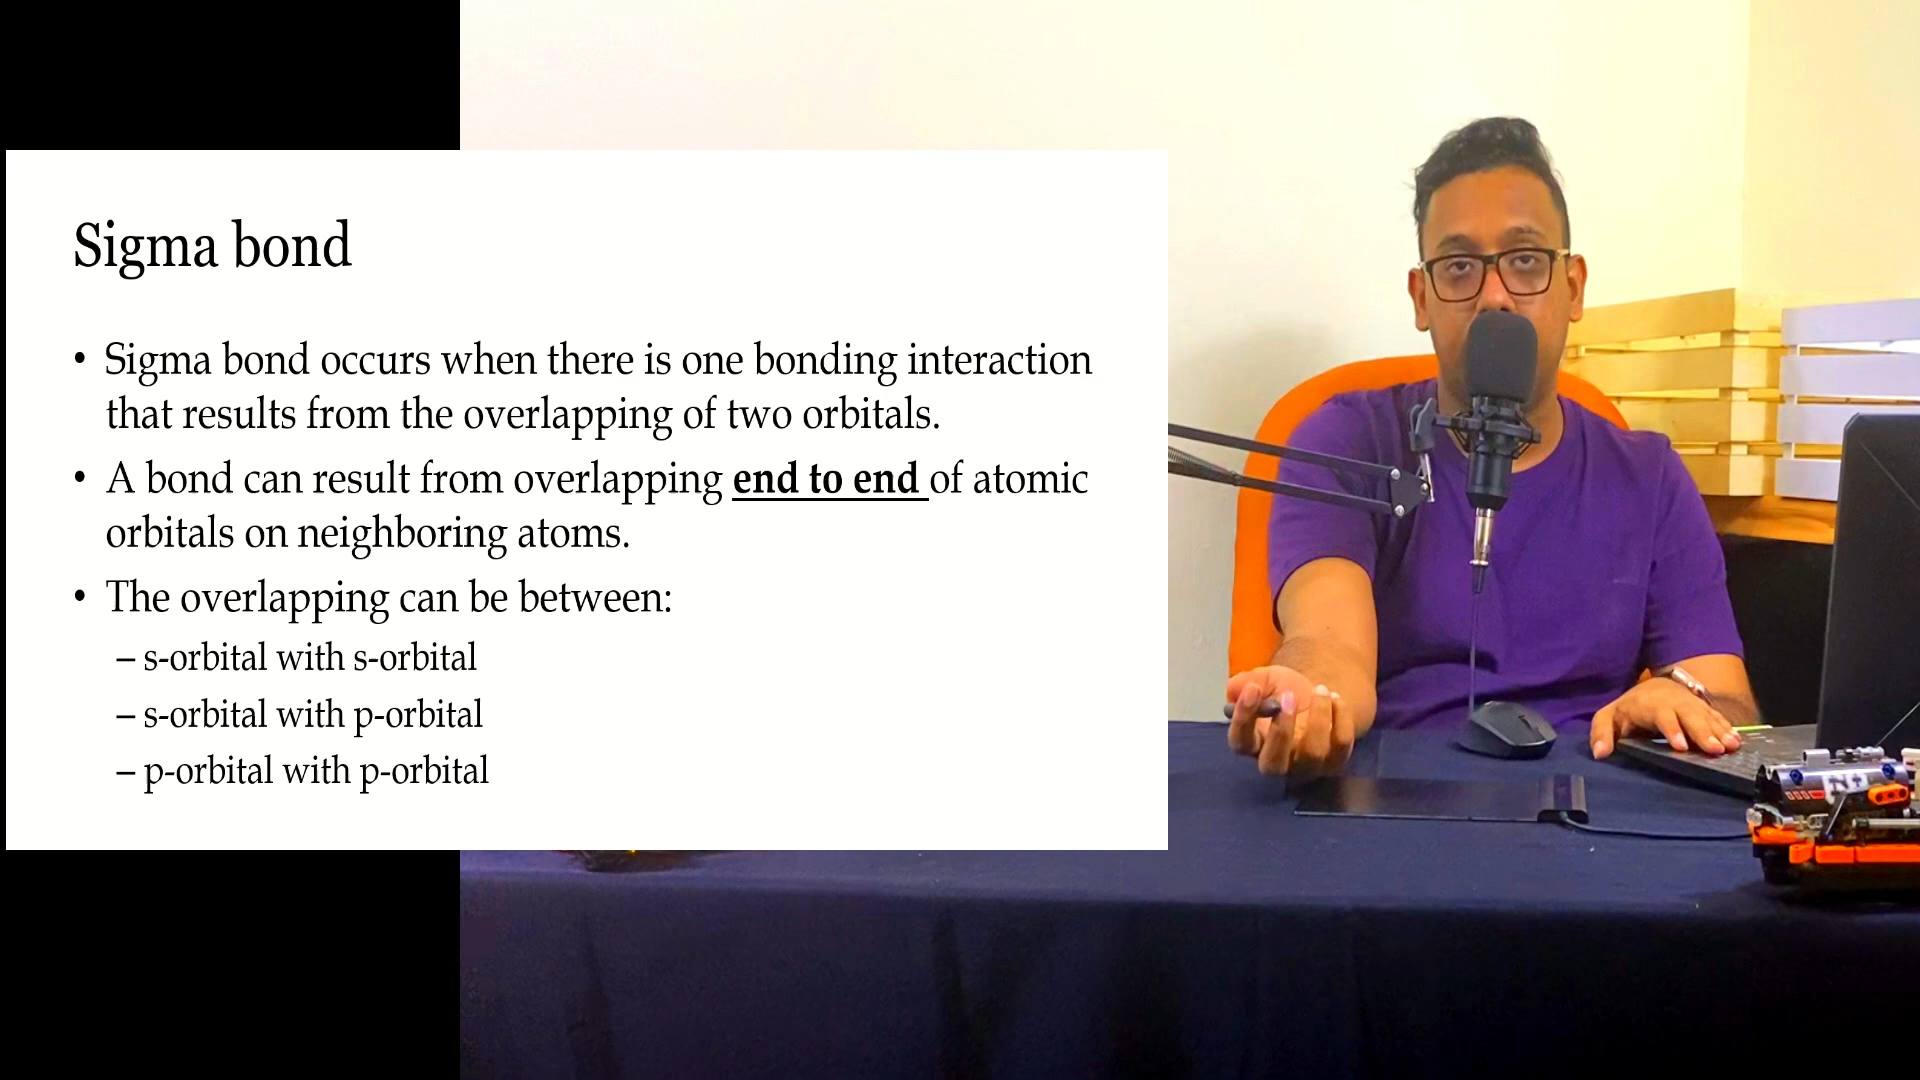 Sigma bond
• Sigma bond occurs when there is one bonding interaction
that results from the overlapping of two orbitals.
• A bond can result from overlapping end to end of atomic
orbitals on neighboring atoms.
• The overlapping can be between:
– s-orbital with s-orbital
– s-orbital with p-orbital
– p-orbital with p-orbital